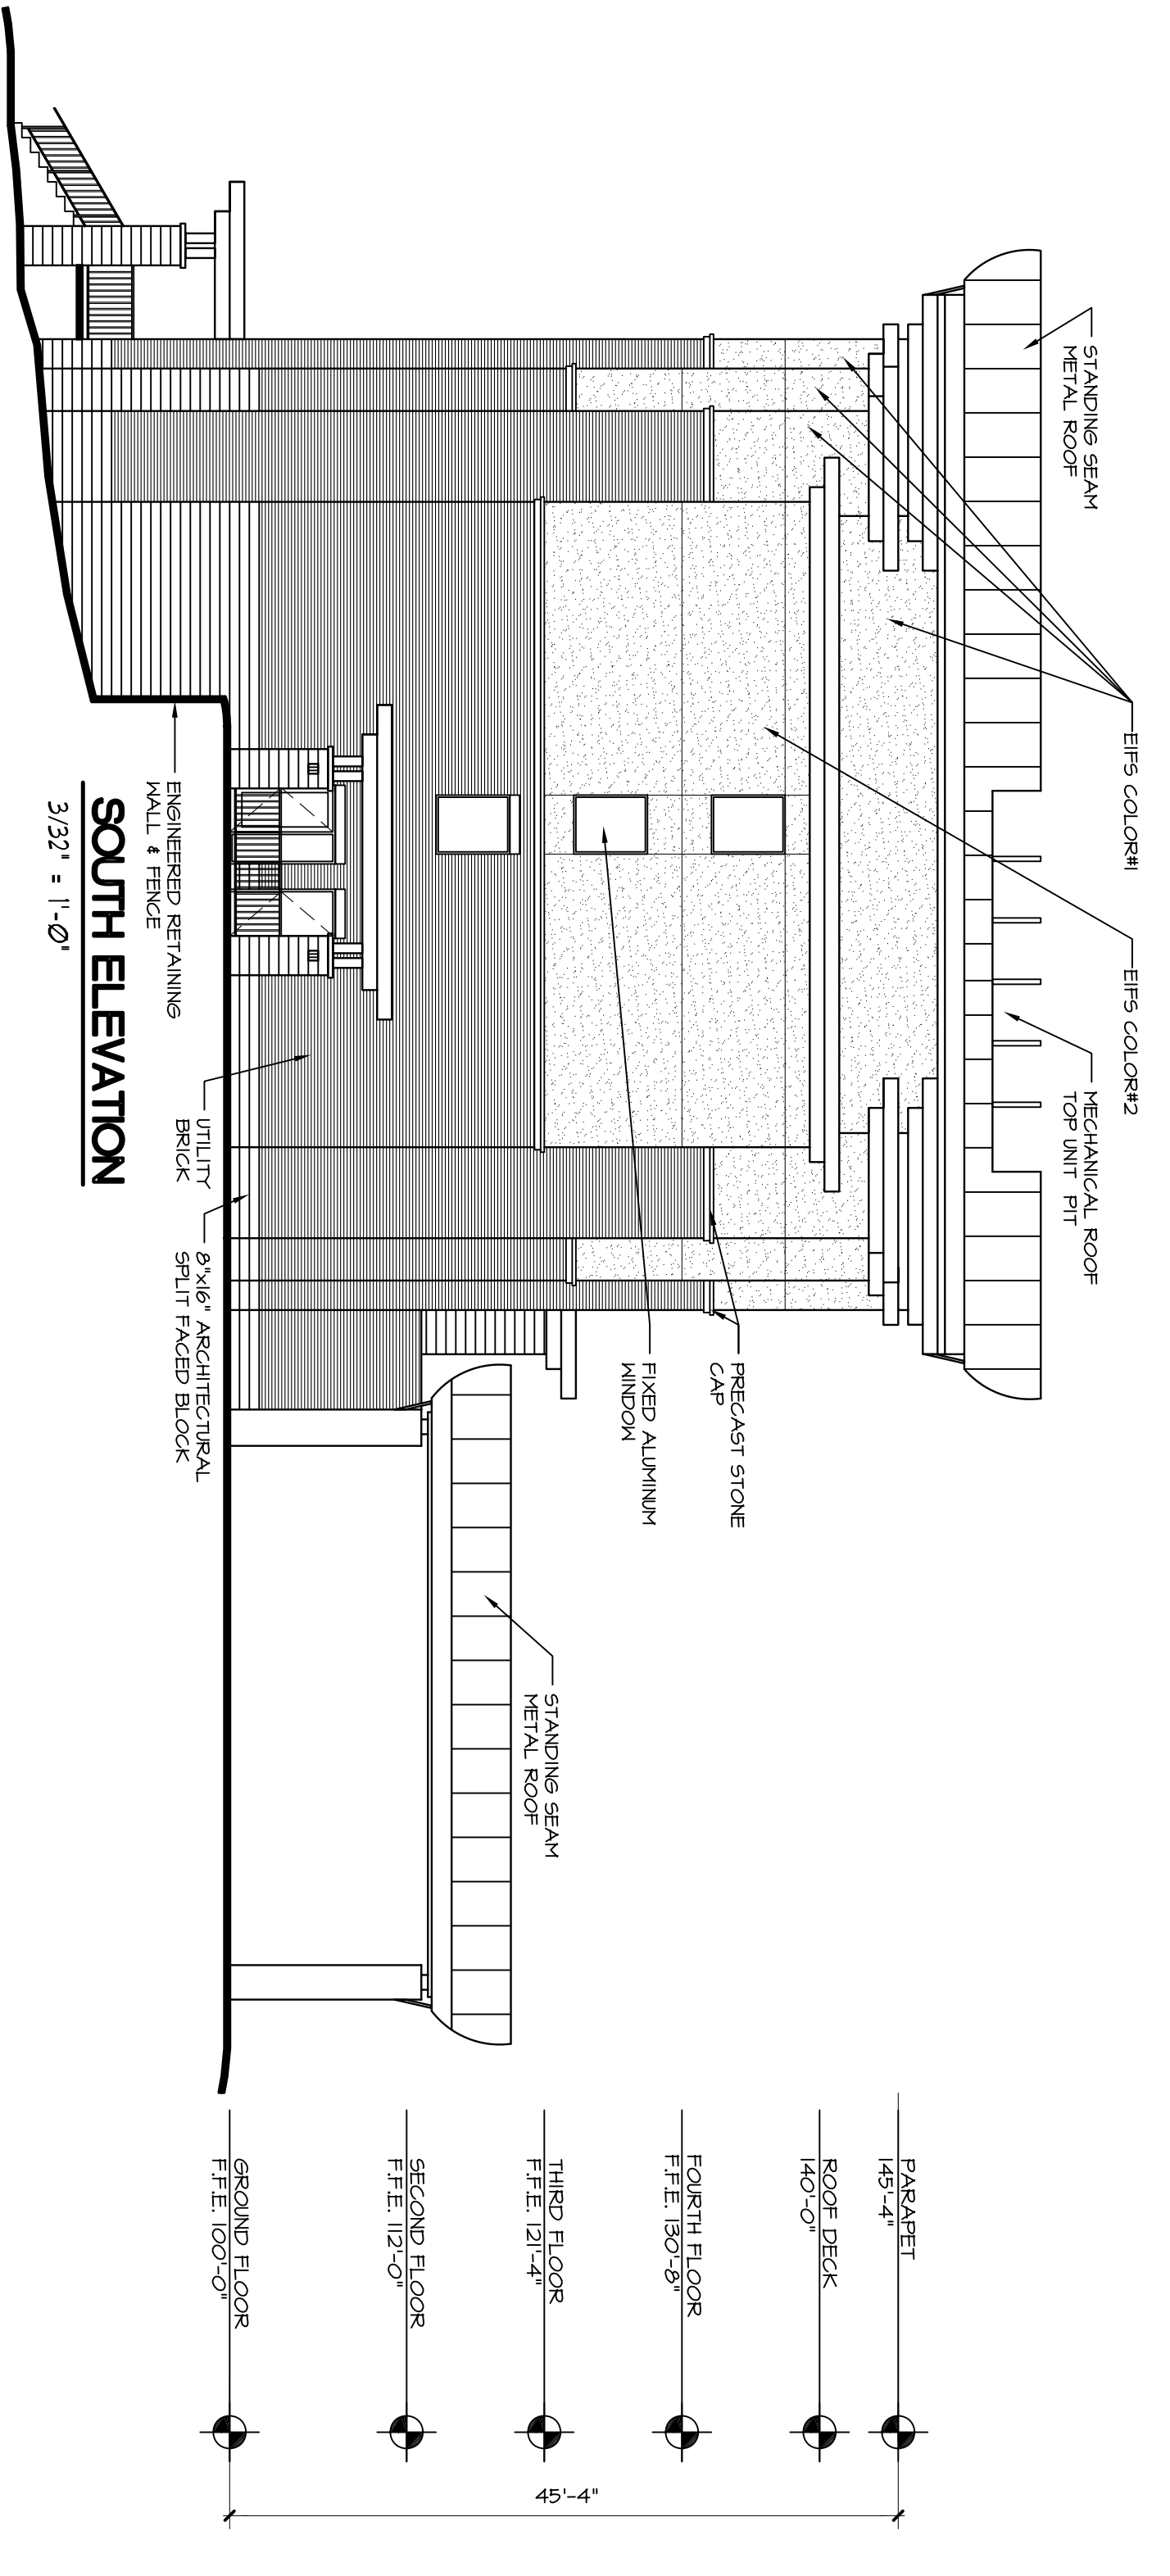 EIFS COLOR#1
EIFS COLOR#2
STANDING SEAM
METAL ROOF
MECHANICAL ROOF
TOP UNIT PIT
PRECAST STONE
CAP
FIXED ALUMINUM
WINDOW
STANDING SEAM
METAL ROOF
PARAPET
145'-4"
ROOF DECK
140'-0"
FOURTH FLOOR
F.F.E. 130'-8"
THIRD FLOOR
F.F.E. 121'-4"
SECOND FLOOR
F.F.E. 112'-0"
GROUND FLOOR
F.F.E. 100'-0"
45'-4"
ENGINEERED RETAINING
WALL & FENCE
UTILITY
BRICK
8"x16" ARCHITECTURAL
SPLIT FACED BLOCK
SOUTH ELEVATION
3/32" = 1'-0"